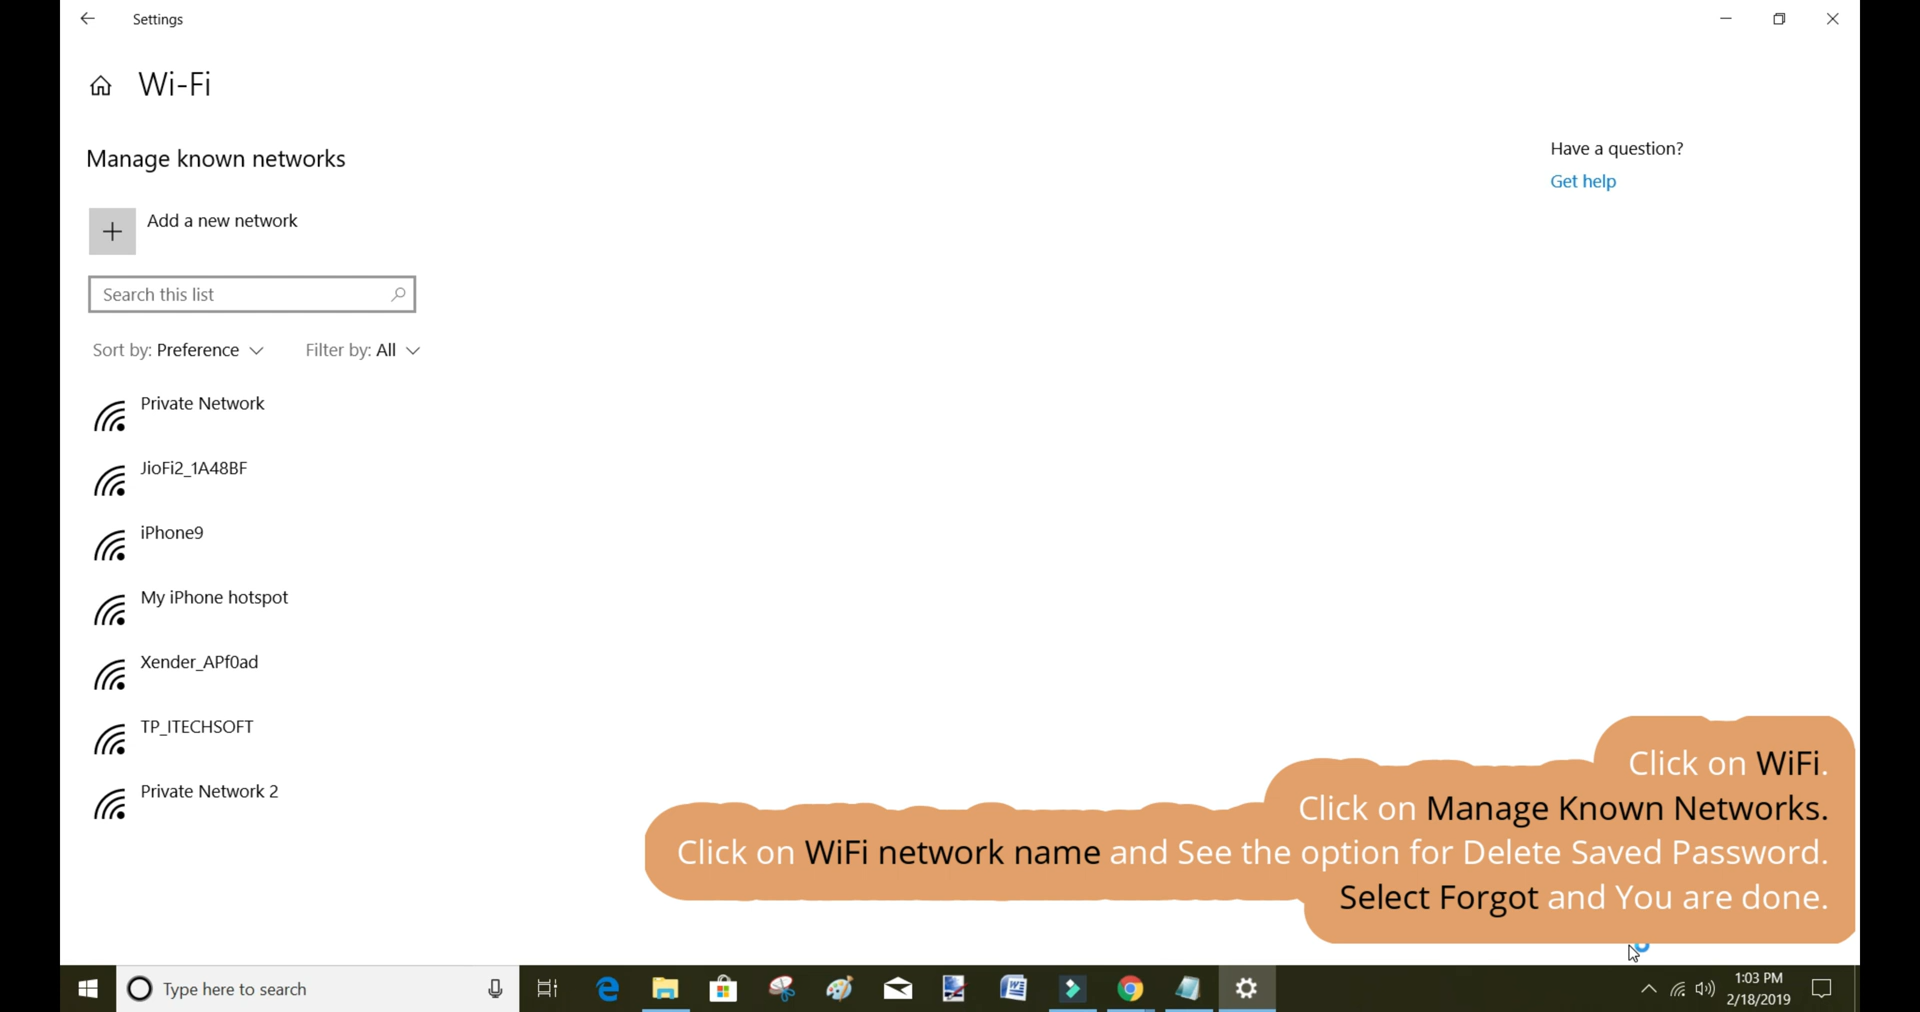 Settings
Wi-Fi
Manage known networks
Have a question?
Get help
Add a new network
Search this list
Sort by: Preference Filter by: All
Private Network
JioFi2_1A48BF
iPhone9
My iPhone hotspot
Xender_APf0ad
TP_ITECHSOFT
Private Network 2
Click on WiFi.
Click on Manage Known Networks.
Click on WiFi network name and See the option for Delete Saved Password.
Select Forgot and You are done.
Type here to search
1:03 PM
2/18/2019